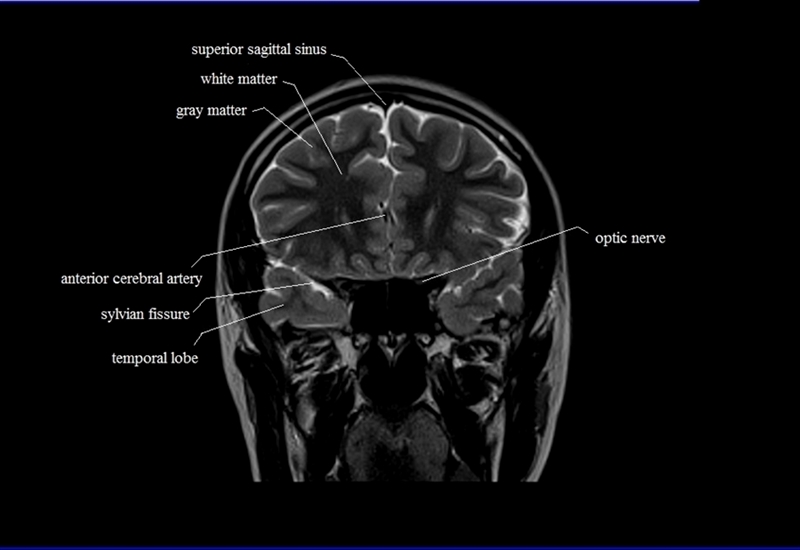 superior sagittal sinus
white matter
gray matter
optic nerve
anterior cerebral artery
sylvian fissure
temporal lobe